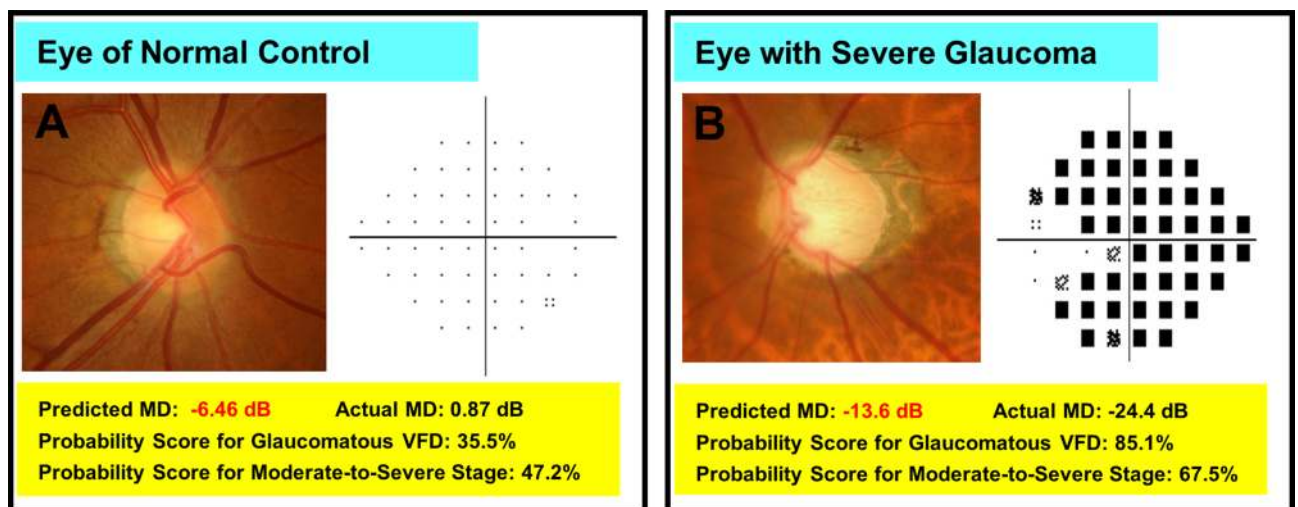 Eye of Normal Control
A
Predicted MD: -6.46 dB Actual MD: 0.87 dB
Probability Score for Glaucomatous VFD: 35.5%
Probability Score for Moderate-to-Severe Stage: 47.2%
Eye with Severe Glaucoma
B
Predicted MD: -13.6 dB Actual MD: -24.4 dB
Probability Score for Glaucomatous VFD: 85.1%
Probability Score for Moderate-to-Severe Stage: 67.5%